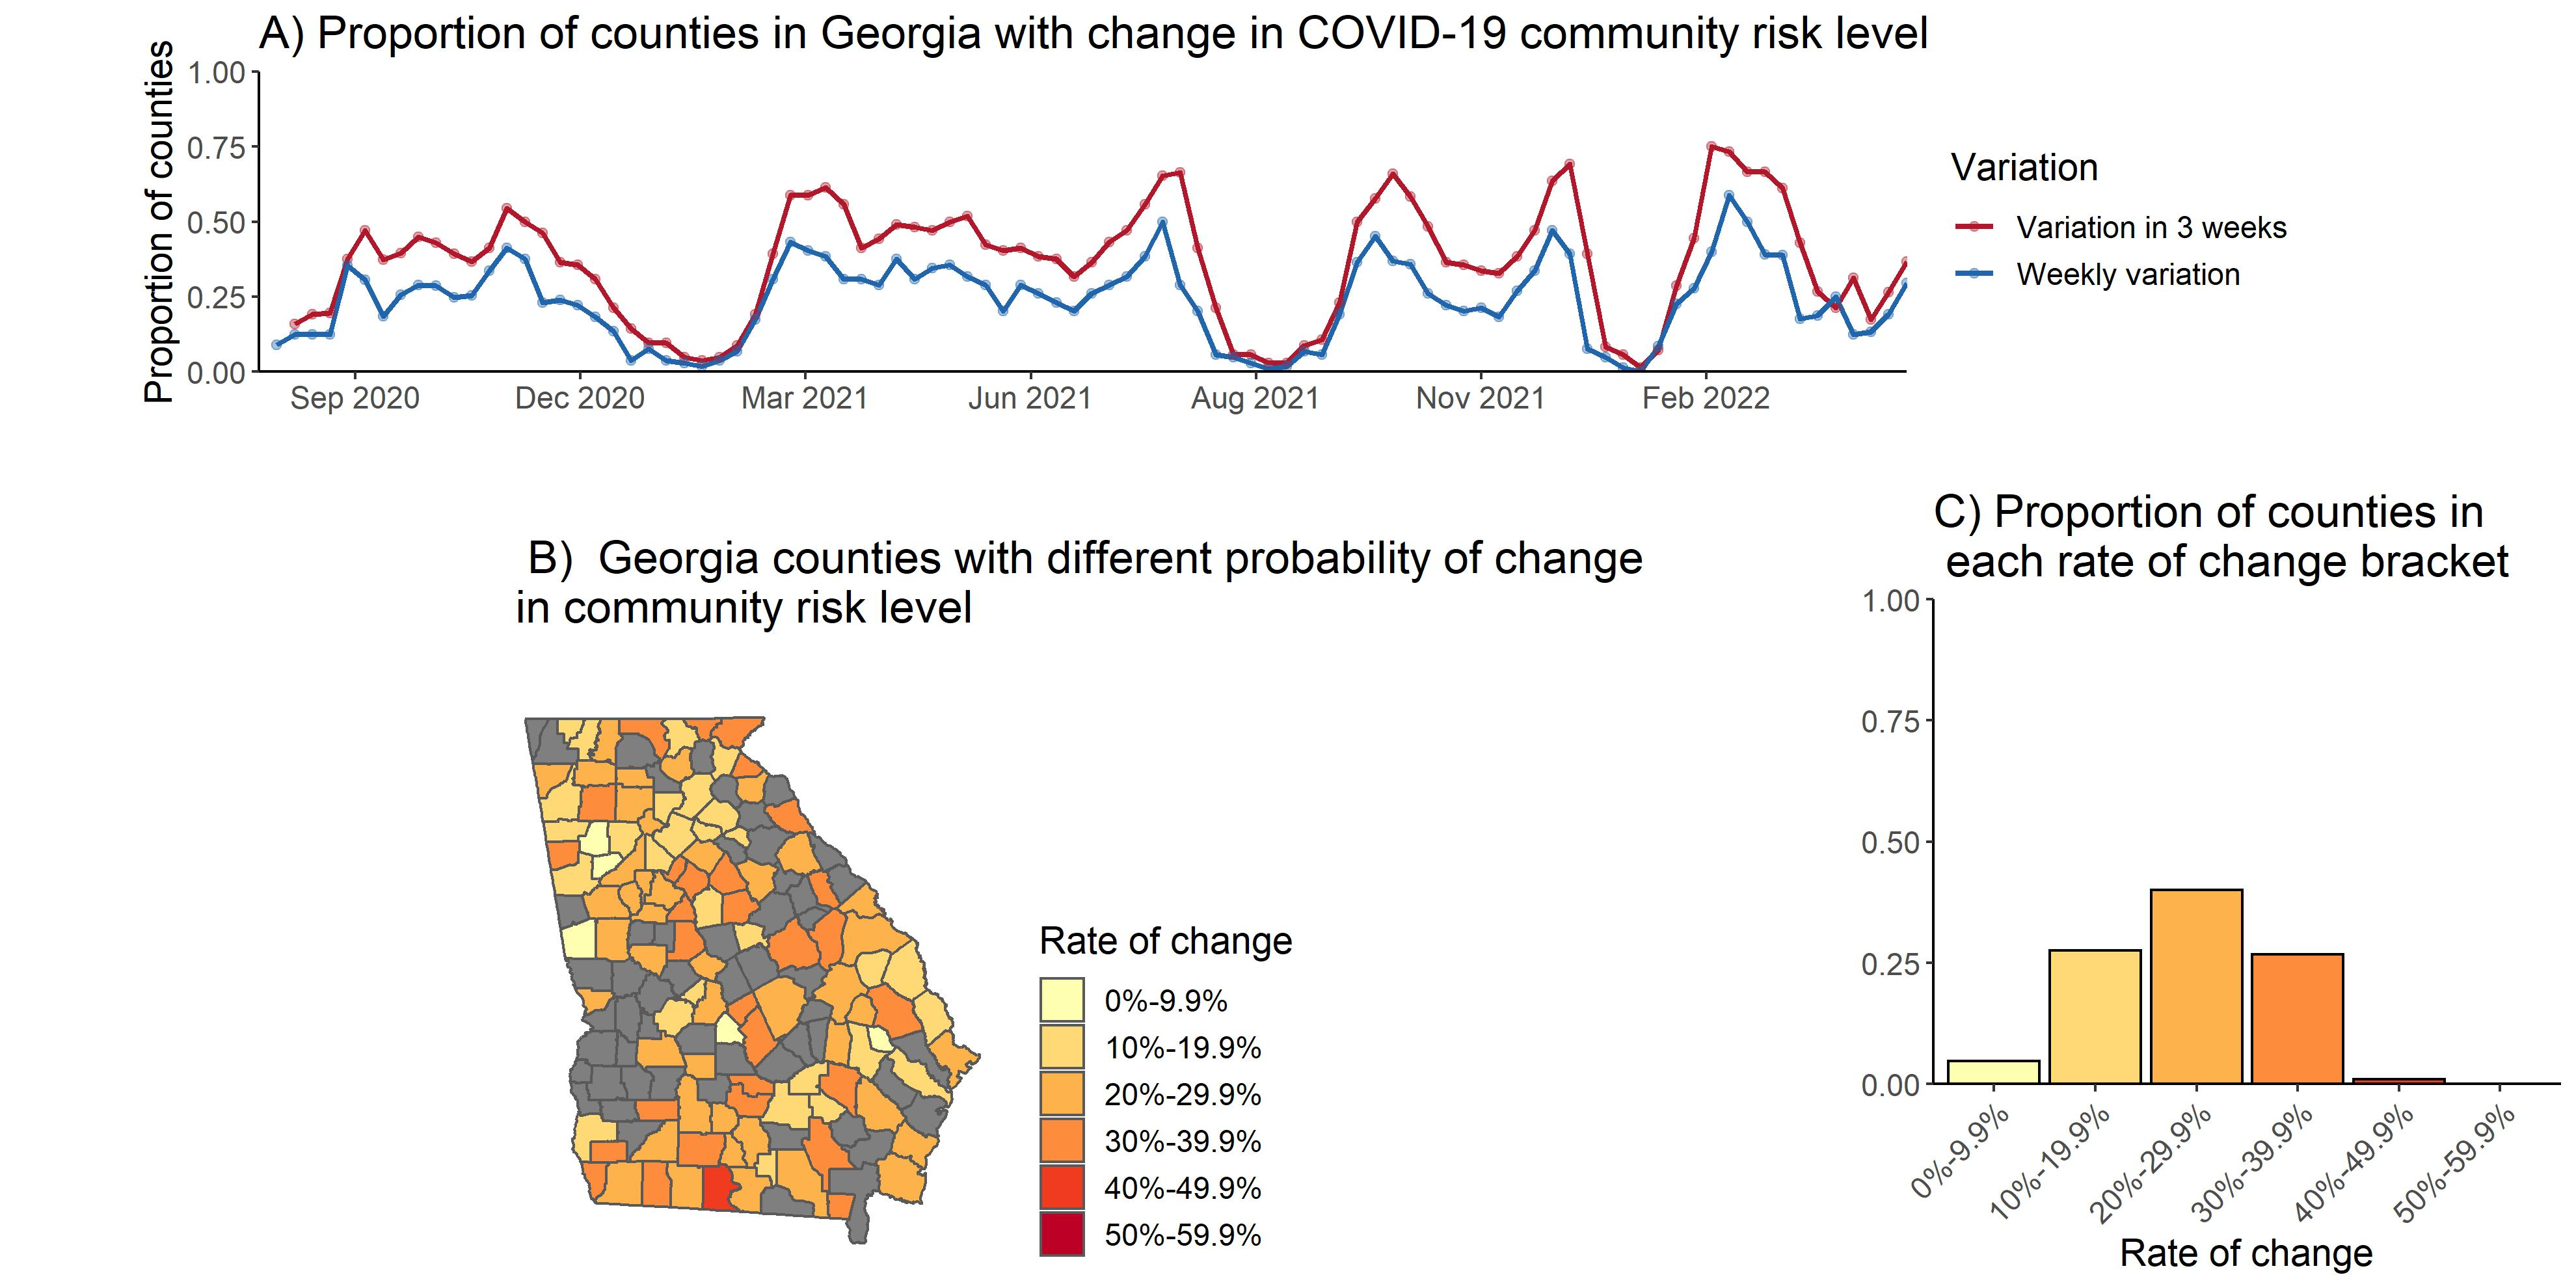 A) Proportion of counties in Georgia with change in COVID-19 community risk level
Proportion of counties
1.00
0.75
0.50
0.25
0.00
Sep 2020
Dec 2020
Mar 2021
Jun 2021
Aug 2021
Nov 2021
Feb 2022
Variation
Variation in 3 weeks
Weekly variation
B)  Georgia counties with different probability of change
in community risk level
Rate of change
0%-9.9%
10%-19.9%
20%-29.9%
30%-39.9%
40%-49.9%
50%-59.9%
C) Proportion of counties in
each rate of change bracket
1.00
0.75
0.50
0.25
0.00
0%-9.9%
10%-19.9%
20%-29.9%
30%-39.9%
40%-49.9%
50%-59.9%
Rate of change